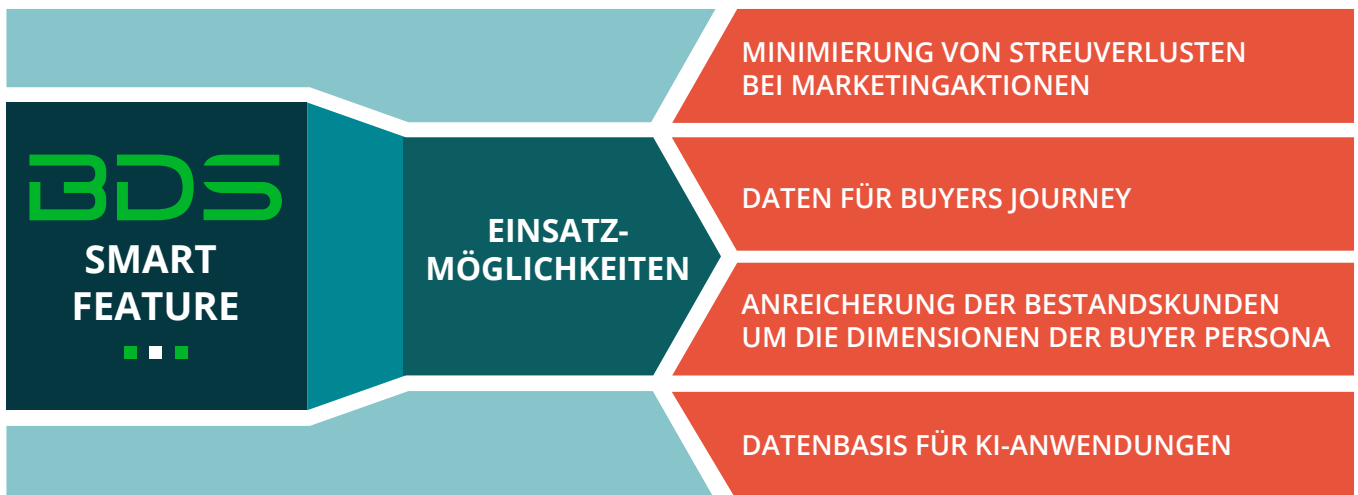 BDS
SMART
FEATURE
EINSATZ-
MÖGLICHKEITEN
MINIMIERUNG VON STREUVERLUSTEN
BEI MARKETINGAKTIONEN
DATEN FÜR BUYERS JOURNEY
ANREICHERUNG DER BESTANDSKUNDEN
UM DIE DIMENSIONEN DER BUYER PERSONA
DATENBASIS FÜR KI-ANWENDUNGEN